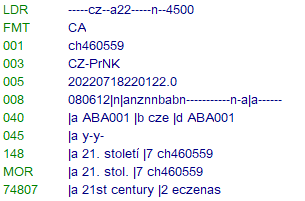 LDR -----cz--a22-----n--4500
FMT CA
001 ch460559
003 CZ-PrNK
005 20220718220122.0
008 080612|n|anznnbabn-----------n-a|a------
040 |a ABA001 |b cze |d ABA001
045 |a y-y-
148 |a 21. století |7 ch460559
MOR |a 21. stol. |7 ch460559
74807 |a 21st century |2 eczenas